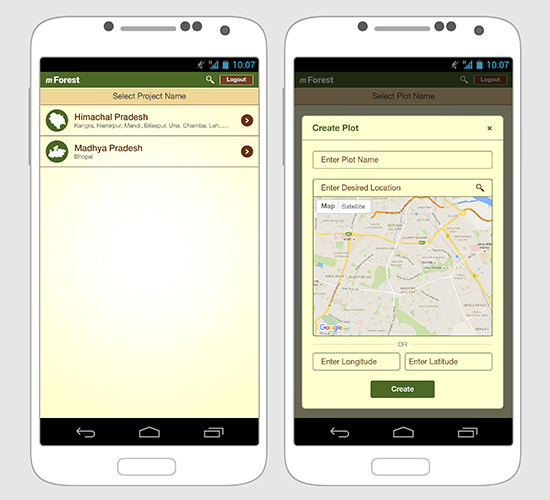 10:07
mForest
Logout
Select Project Name
Himachal Pradesh
Kangra, Hamirpur, Mandi, Bilaspur, Una, Chamba, Lah......
Madhya Pradesh
Bhopal
10:07
mForest
Logout
Select Plot Name
Create Plot
×
Enter Plot Name
Enter Desired Location
Map Satellite
Google
OR
Enter Longitude Enter Latitude
Create